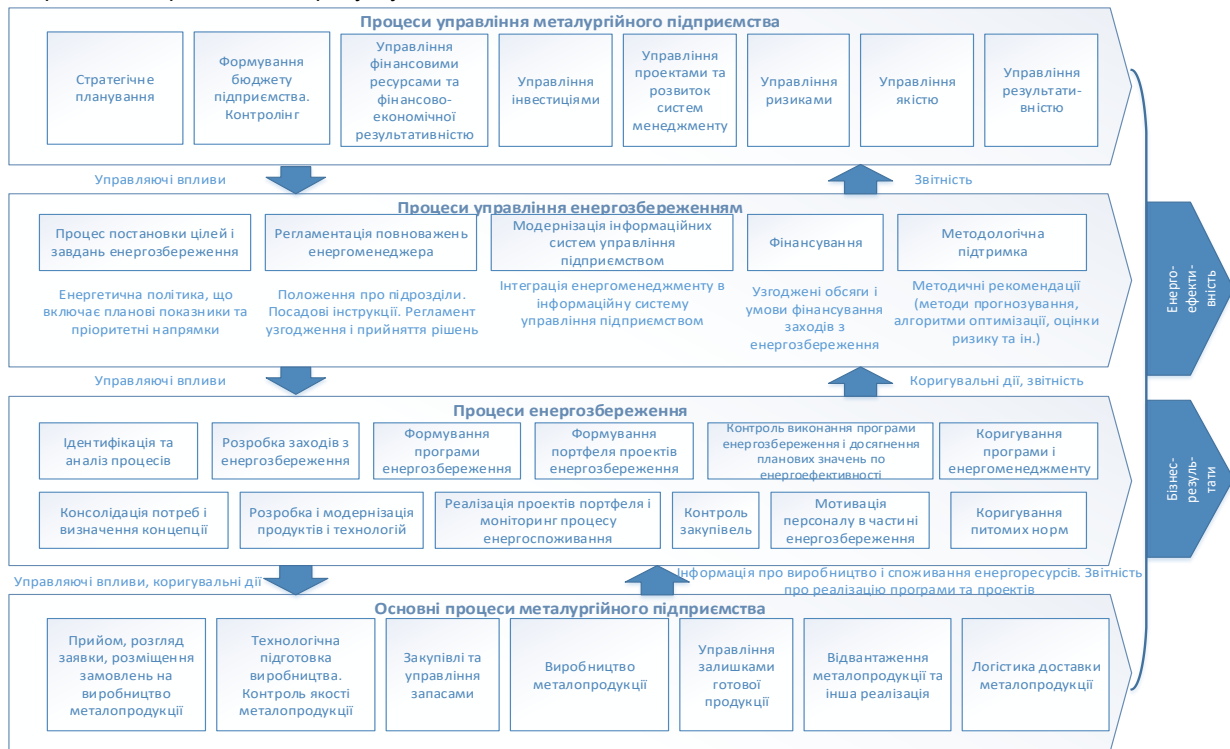 Процеси управління металургійного підприємства
Стратегічне
планування
Формування
бюджету
підприємства.
Контролінг
Управління
фінансовими
ресурсами та
фінансово-
економічної
результативністю
Управління
інвестиціями
Управління
проектами та
розвиток
систем
менеджменту
Управління
ризиками
Управління
якістю
Управління
результати-
вністю
Управляючі впливи
Звітність
Процеси управління енергозбереженням
Процес постановки цілей і
завдань енергозбереження
Регламентація повноважень
енергоменеджера
Модернізація інформаційних
систем управління
підприємством
Фінансування
Методологічна
підтримка
Енергетична політика, що
включає планові показники та
пріоритетні напрямки
Положення про підрозділи.
Посадові інструкції. Регламент
узгодження і прийняття рішень
Інтеграція енергоменеджменту в
інформаційну систему
управління підприємством
Узгоджені обсяги і
умови фінансування
заходів з
енергозбереження
Методичні рекомендації
(методи прогнозування,
алгоритми оптимізації, оцінки
ризику та ін.)
Управляючі впливи
Коригувальні дії, звітність
Процеси енергозбереження
Ідентифікація та
аналіз процесів
Розробка заходів з
енергозбереження
Формування
програми
енергозбереження
Формування
портфеля проектів
енергозбереження
Контроль виконання програми
енергозбереження і досягнен
планових значень по
енергоефективності
Коригування
програми і
енергоменеджменту
Консолідація потреб і
визначення концепції
Розробка і модернізація
продуктів і технологій
Реалізація проектів портфеля і
моніторинг процесу
енергоспоживання
Контроль
закупівель
Мотивація
персоналу в частині
енергозбереження
Коригування
питомих норм
Управляючі впливи, коригувальні дії
Інформація про виробництво і споживання енергоресурсів. Звітність
про реалізацію програми та проектів
Основні процеси металургійного підприємства
Прийом, розгляд
заявки, розміщення
замовлень на
виробництво
металопродукції
Технологічна
підготовка
виробництва.
Контроль якості
металопродукції
Закупівлі та
управління
запасами
Виробництво
металопродукції
Управління
залишками
готової
продукції
Відвантаження
металопродукції та
інша реалізація
Логістика доставки
металопродукції
Енерго-
ефекти-
вність
Бізнес-
резуль-
тати